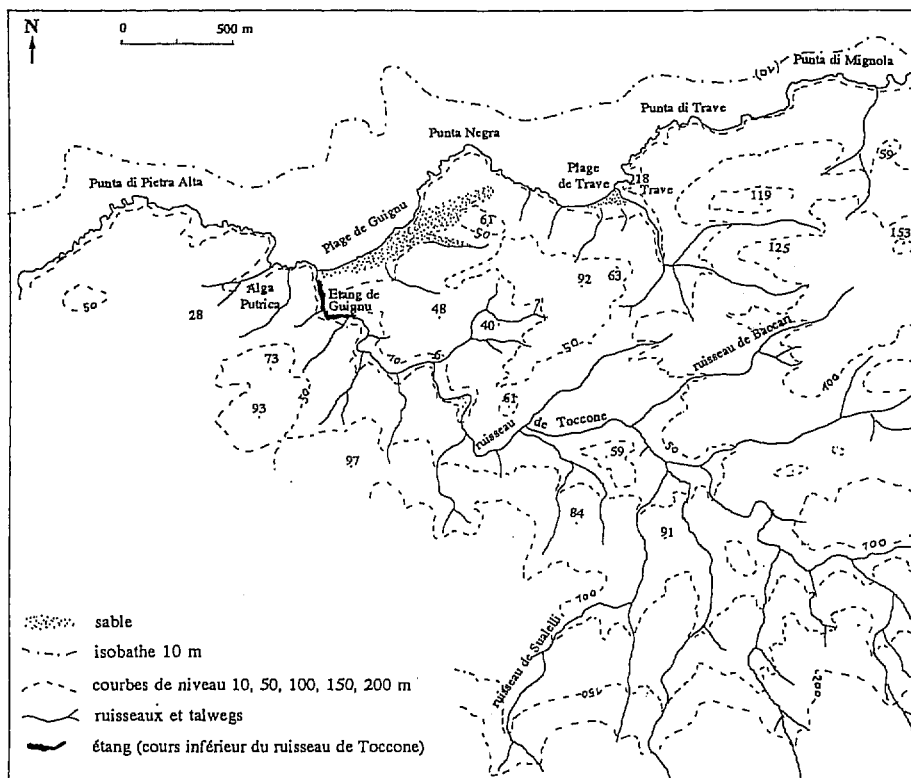 N
0 500 m
(10)
Punta di Mignola
Punta di Trave
Punta Negra
Plage
de Trave
218
Trave
59
Punta di Pietra Alta
119
Plage de Guignu
61
50
153
125
92
63
50
28
Alga
Putrica
Etang de
Guignu
48
40
ruisseau de Baccari
73
10
6
50
100
93
50
61
ruisseau de Toccone
50
97
59
84
91
100
100
ruisseau de Sualelli
150
200
sable
isobathe 10 m
courbes de niveau 10, 50, 100, 150, 200 m
ruisseaux et talwegs
étang (cours inférieur du ruisseau de Toccone)